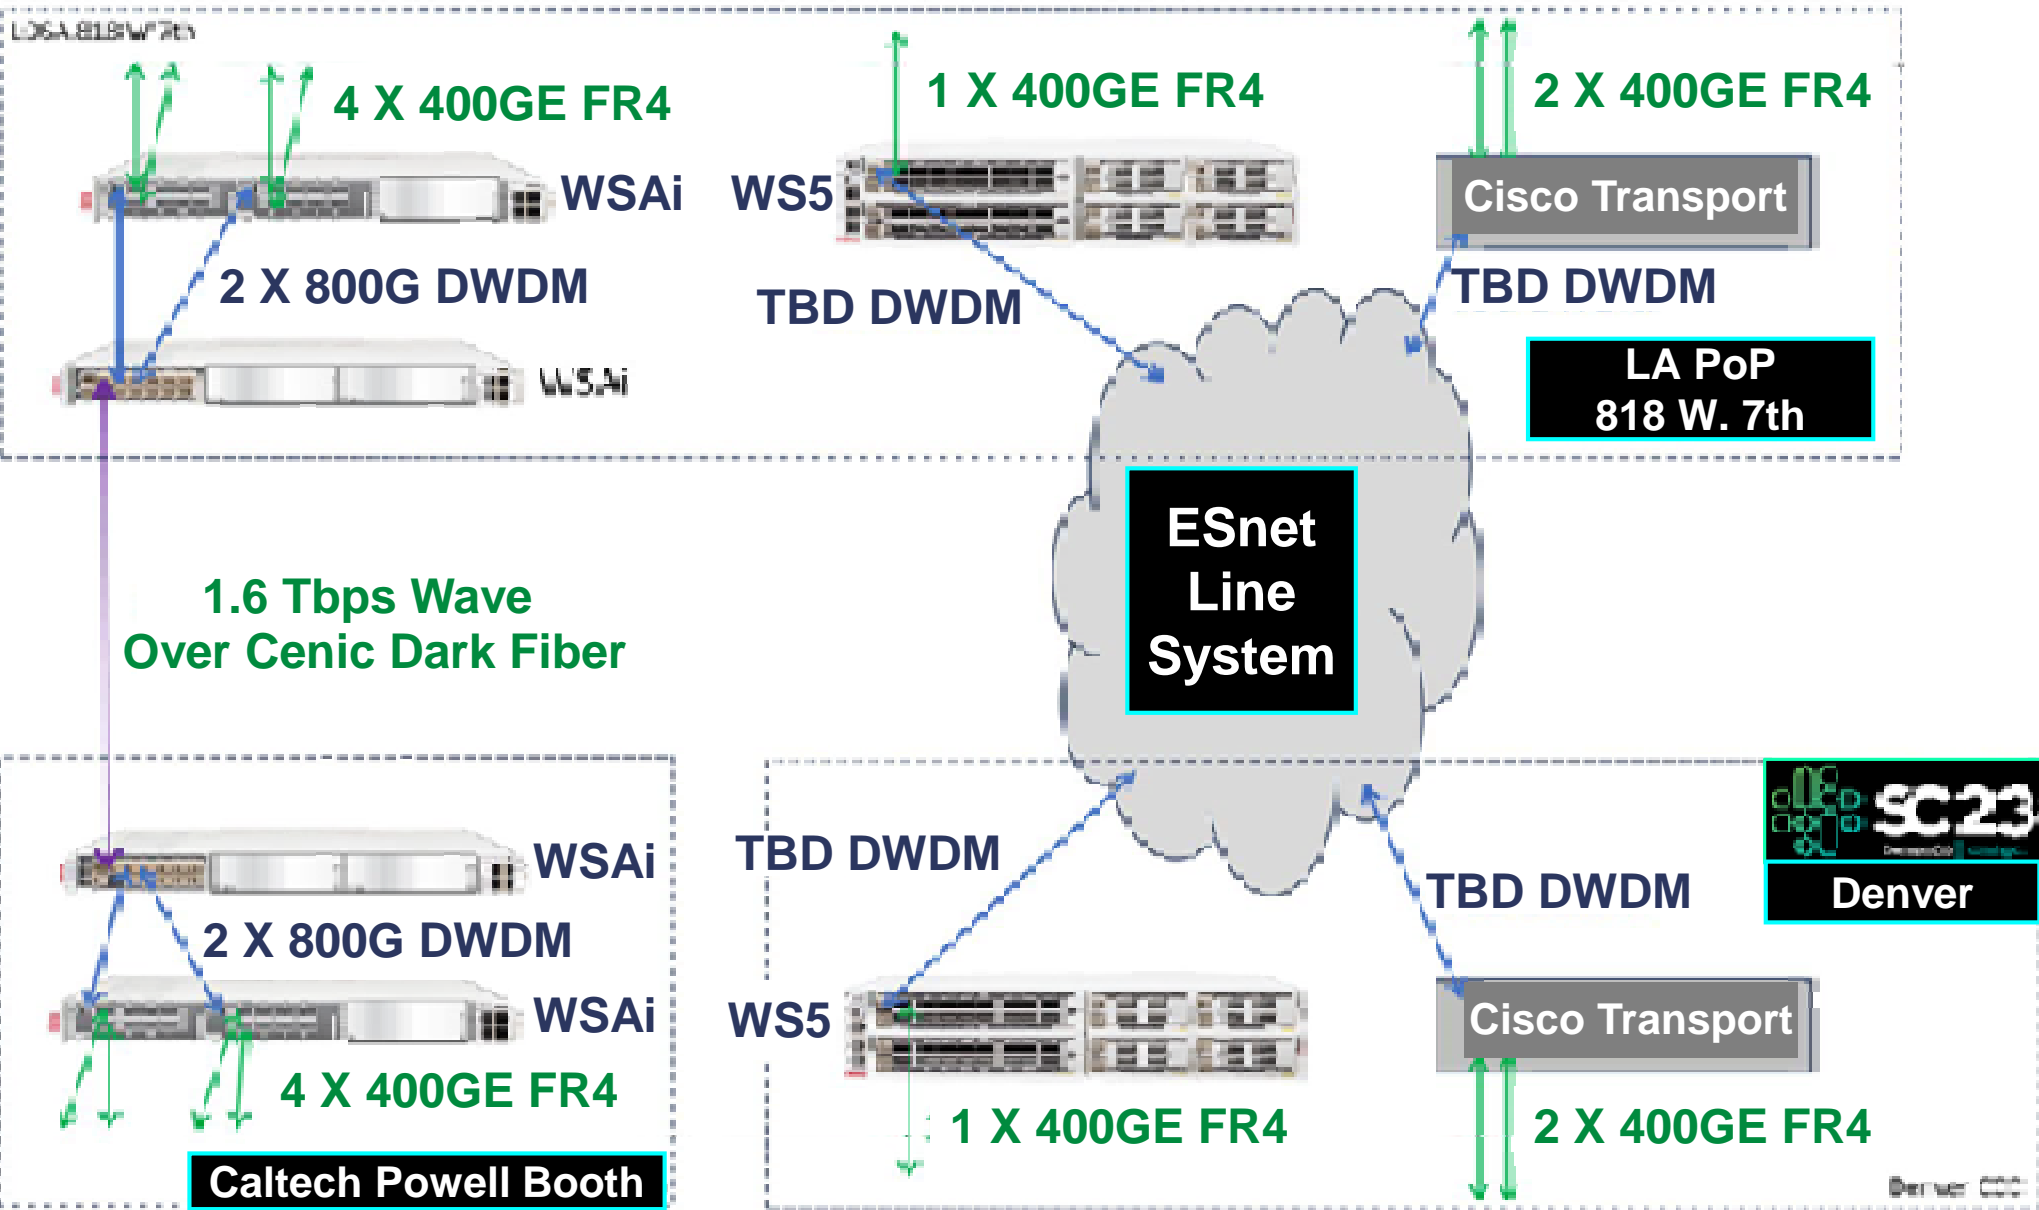 4 X 400GE FR4
1 X 400GE FR4
2 X 400GE FR4
WSAi
WS5
Cisco Transport
2 X 800G DWDM
TBD DWDM
TBD DWDM
WSAi
LA PoP
818 W. 7th
ESnet
Line
System
1.6 Tbps Wave
Over Cenic Dark Fiber
SC23
Denver
WSAi
TBD DWDM
TBD DWDM
2 X 800G DWDM
WSAi
WS5
Cisco Transport
4 X 400GE FR4
1 X 400GE FR4
2 X 400GE FR4
Caltech Powell Booth
Denver